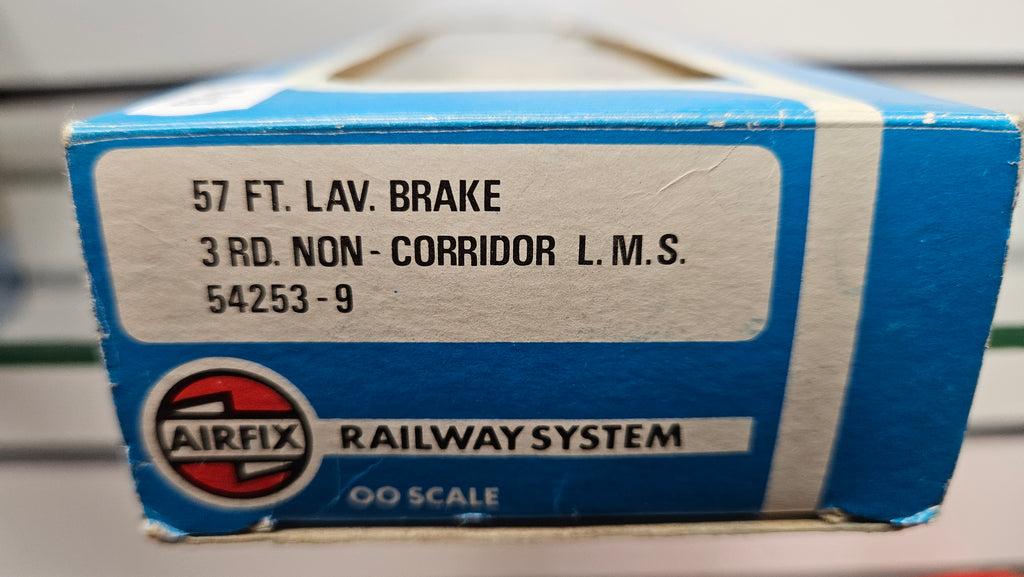 57 FT. LAV. BRAKE
3 RD. NON - CORRIDOR L. M. S.
54253 - 9
AIRFIX
RAILWAY SYSTEM
OO SCALE